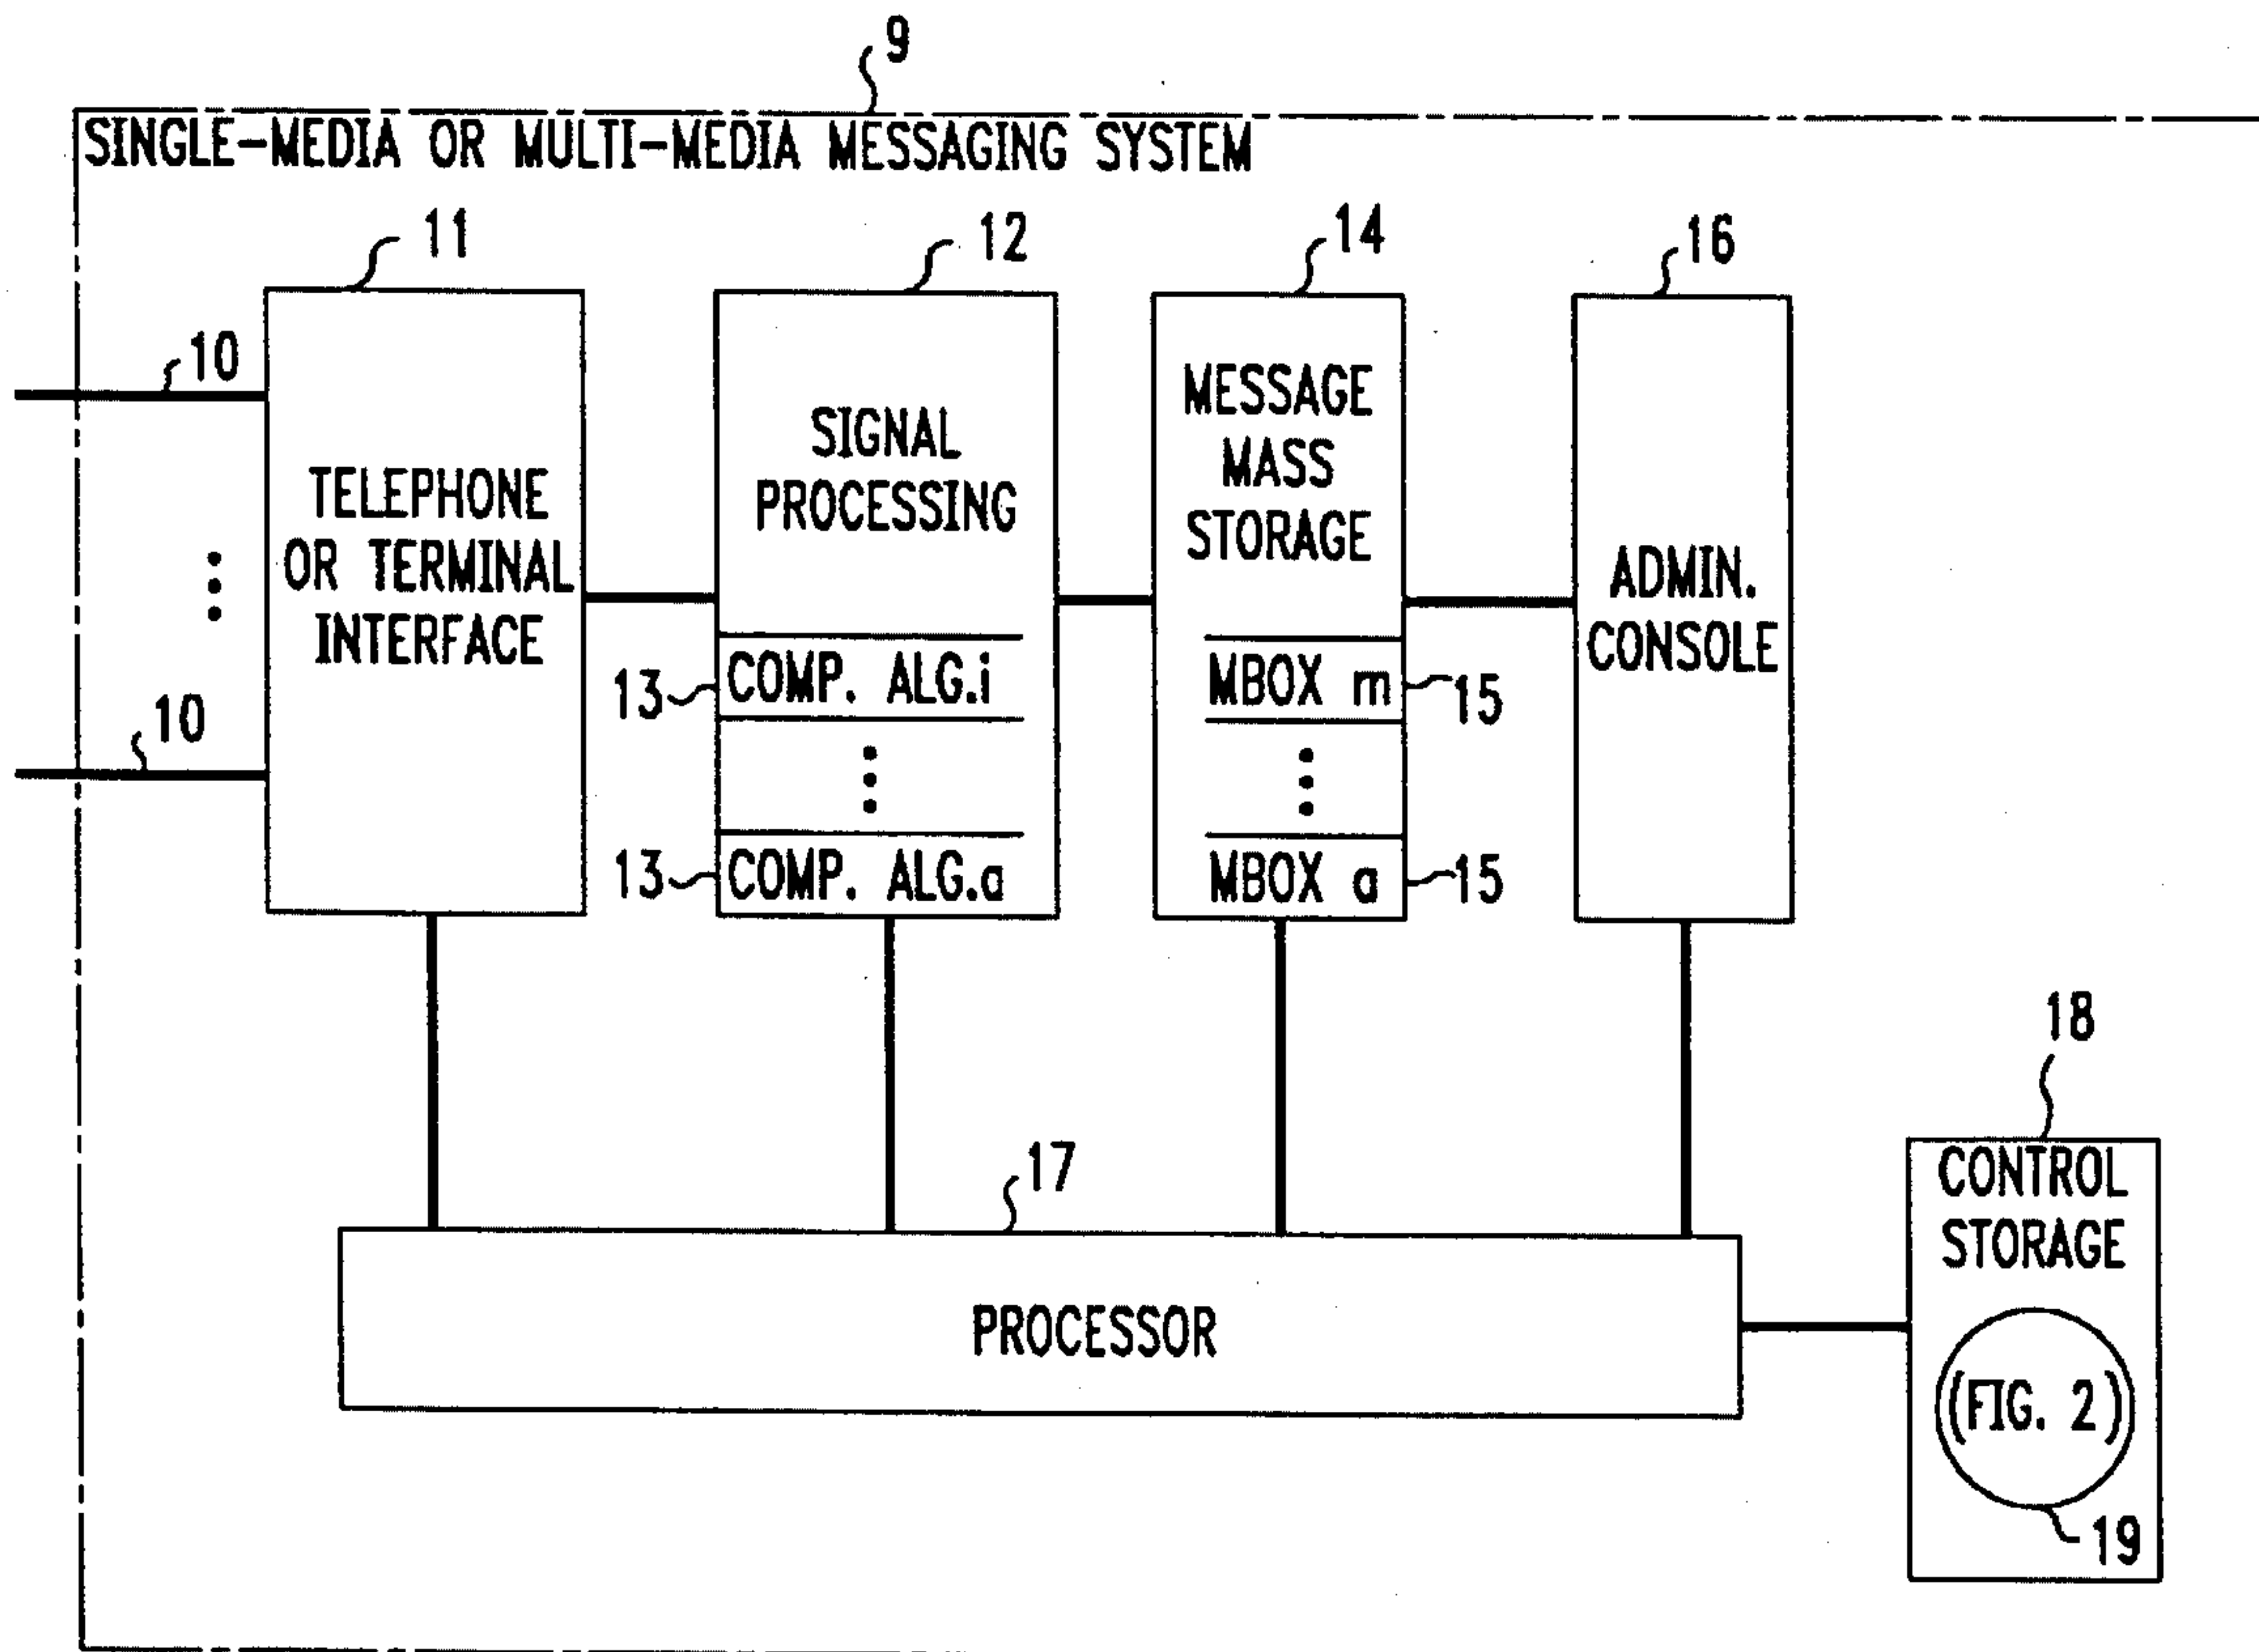 9
SINGLE-MEDIA OR MULTI-MEDIA MESSAGING SYSTEM
11
12
14
16
10
10
TELEPHONE
OR TERMINAL
INTERFACE
SIGNAL
PROCESSING
13
COMP. ALG.i
13
COMP. ALG.a
MESSAGE
MASS
STORAGE
MBOX m
15
MBOX a
15
ADMIN.
CONSOLE
17
PROCESSOR
18
CONTROL
STORAGE
(FIG. 2)
19